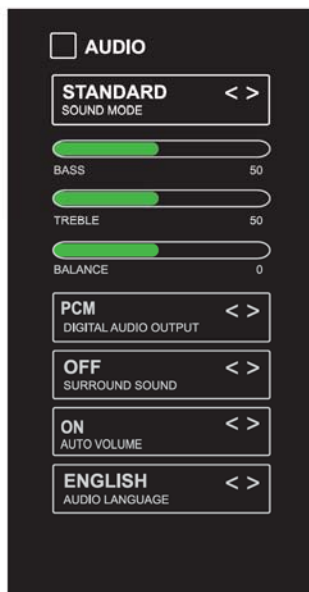 AUDIO
STANDARD < >
SOUND MODE
BASS 50
TREBLE 50
BALANCE 0
PCM < >
DIGITAL AUDIO OUTPUT
OFF < >
SURROUND SOUND
ON < >
AUTO VOLUME
ENGLISH < >
AUDIO LANGUAGE